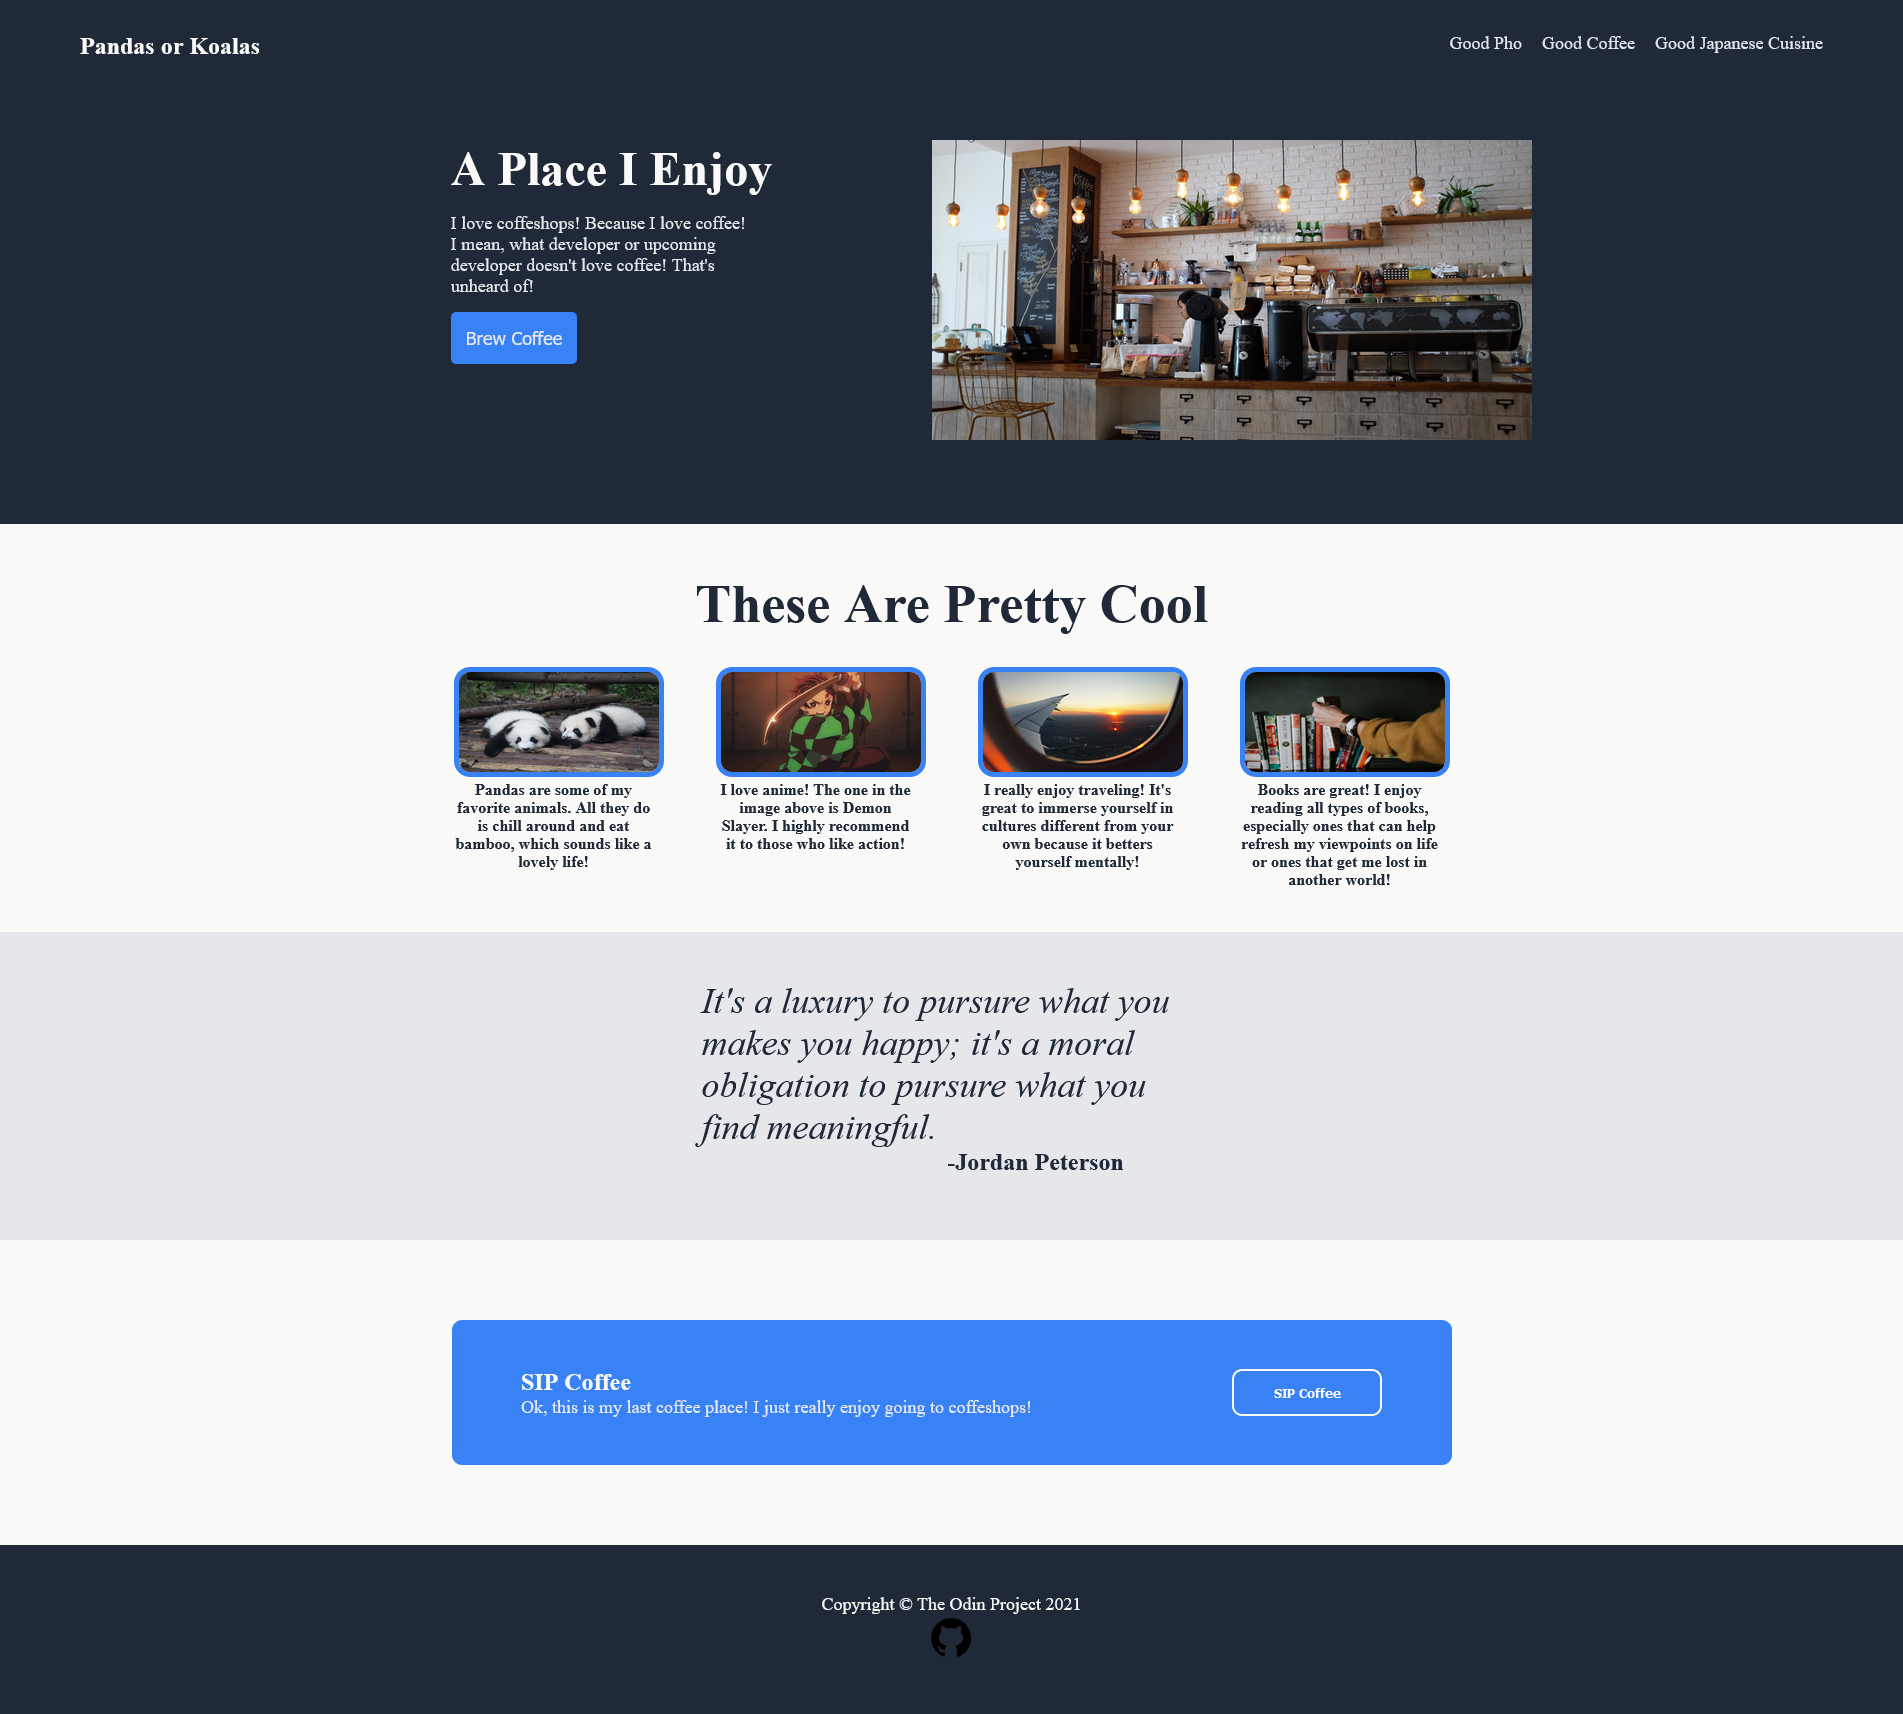 Pandas or Koalas
Good Pho
Good Coffee
Good Japanese Cuisine
A Place I Enjoy
I love coffeshops! Because I love coffee!
I mean, what developer or upcoming
developer doesn't love coffee! That's
unheard of!
Brew Coffee
These Are Pretty Cool
Pandas are some of my
favorite animals. All they do
is chill around and eat
bamboo, which sounds like a
lovely life!
I love anime! The one in the
image above is Demon
Slayer. I highly recommend
it to those who like action!
I really enjoy traveling! It's
great to immerse yourself in
cultures different from your
own because it betters
yourself mentally!
Books are great! I enjoy
reading all types of books,
especially ones that can help
refresh my viewpoints on life
or ones that get me lost in
another world!
It's a luxury to pursure what you
makes you happy; it's a moral
obligation to pursure what you
find meaningful.
-Jordan Peterson
SIP Coffee
Ok, this is my last coffee place! I just really enjoy going to coffeshops!
SIP Coffee
Copyright © The Odin Project 2021